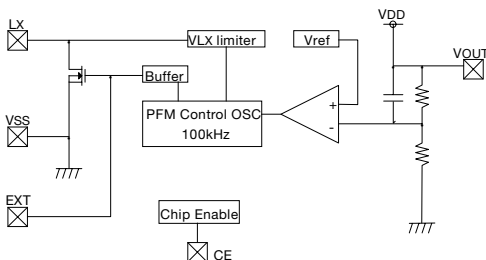 LX
VLX limiter
Vref
VDD
VOUT
Buffer
PFM Control OSC
100kHz
+
-
VSS
EXT
Chip Enable
CE